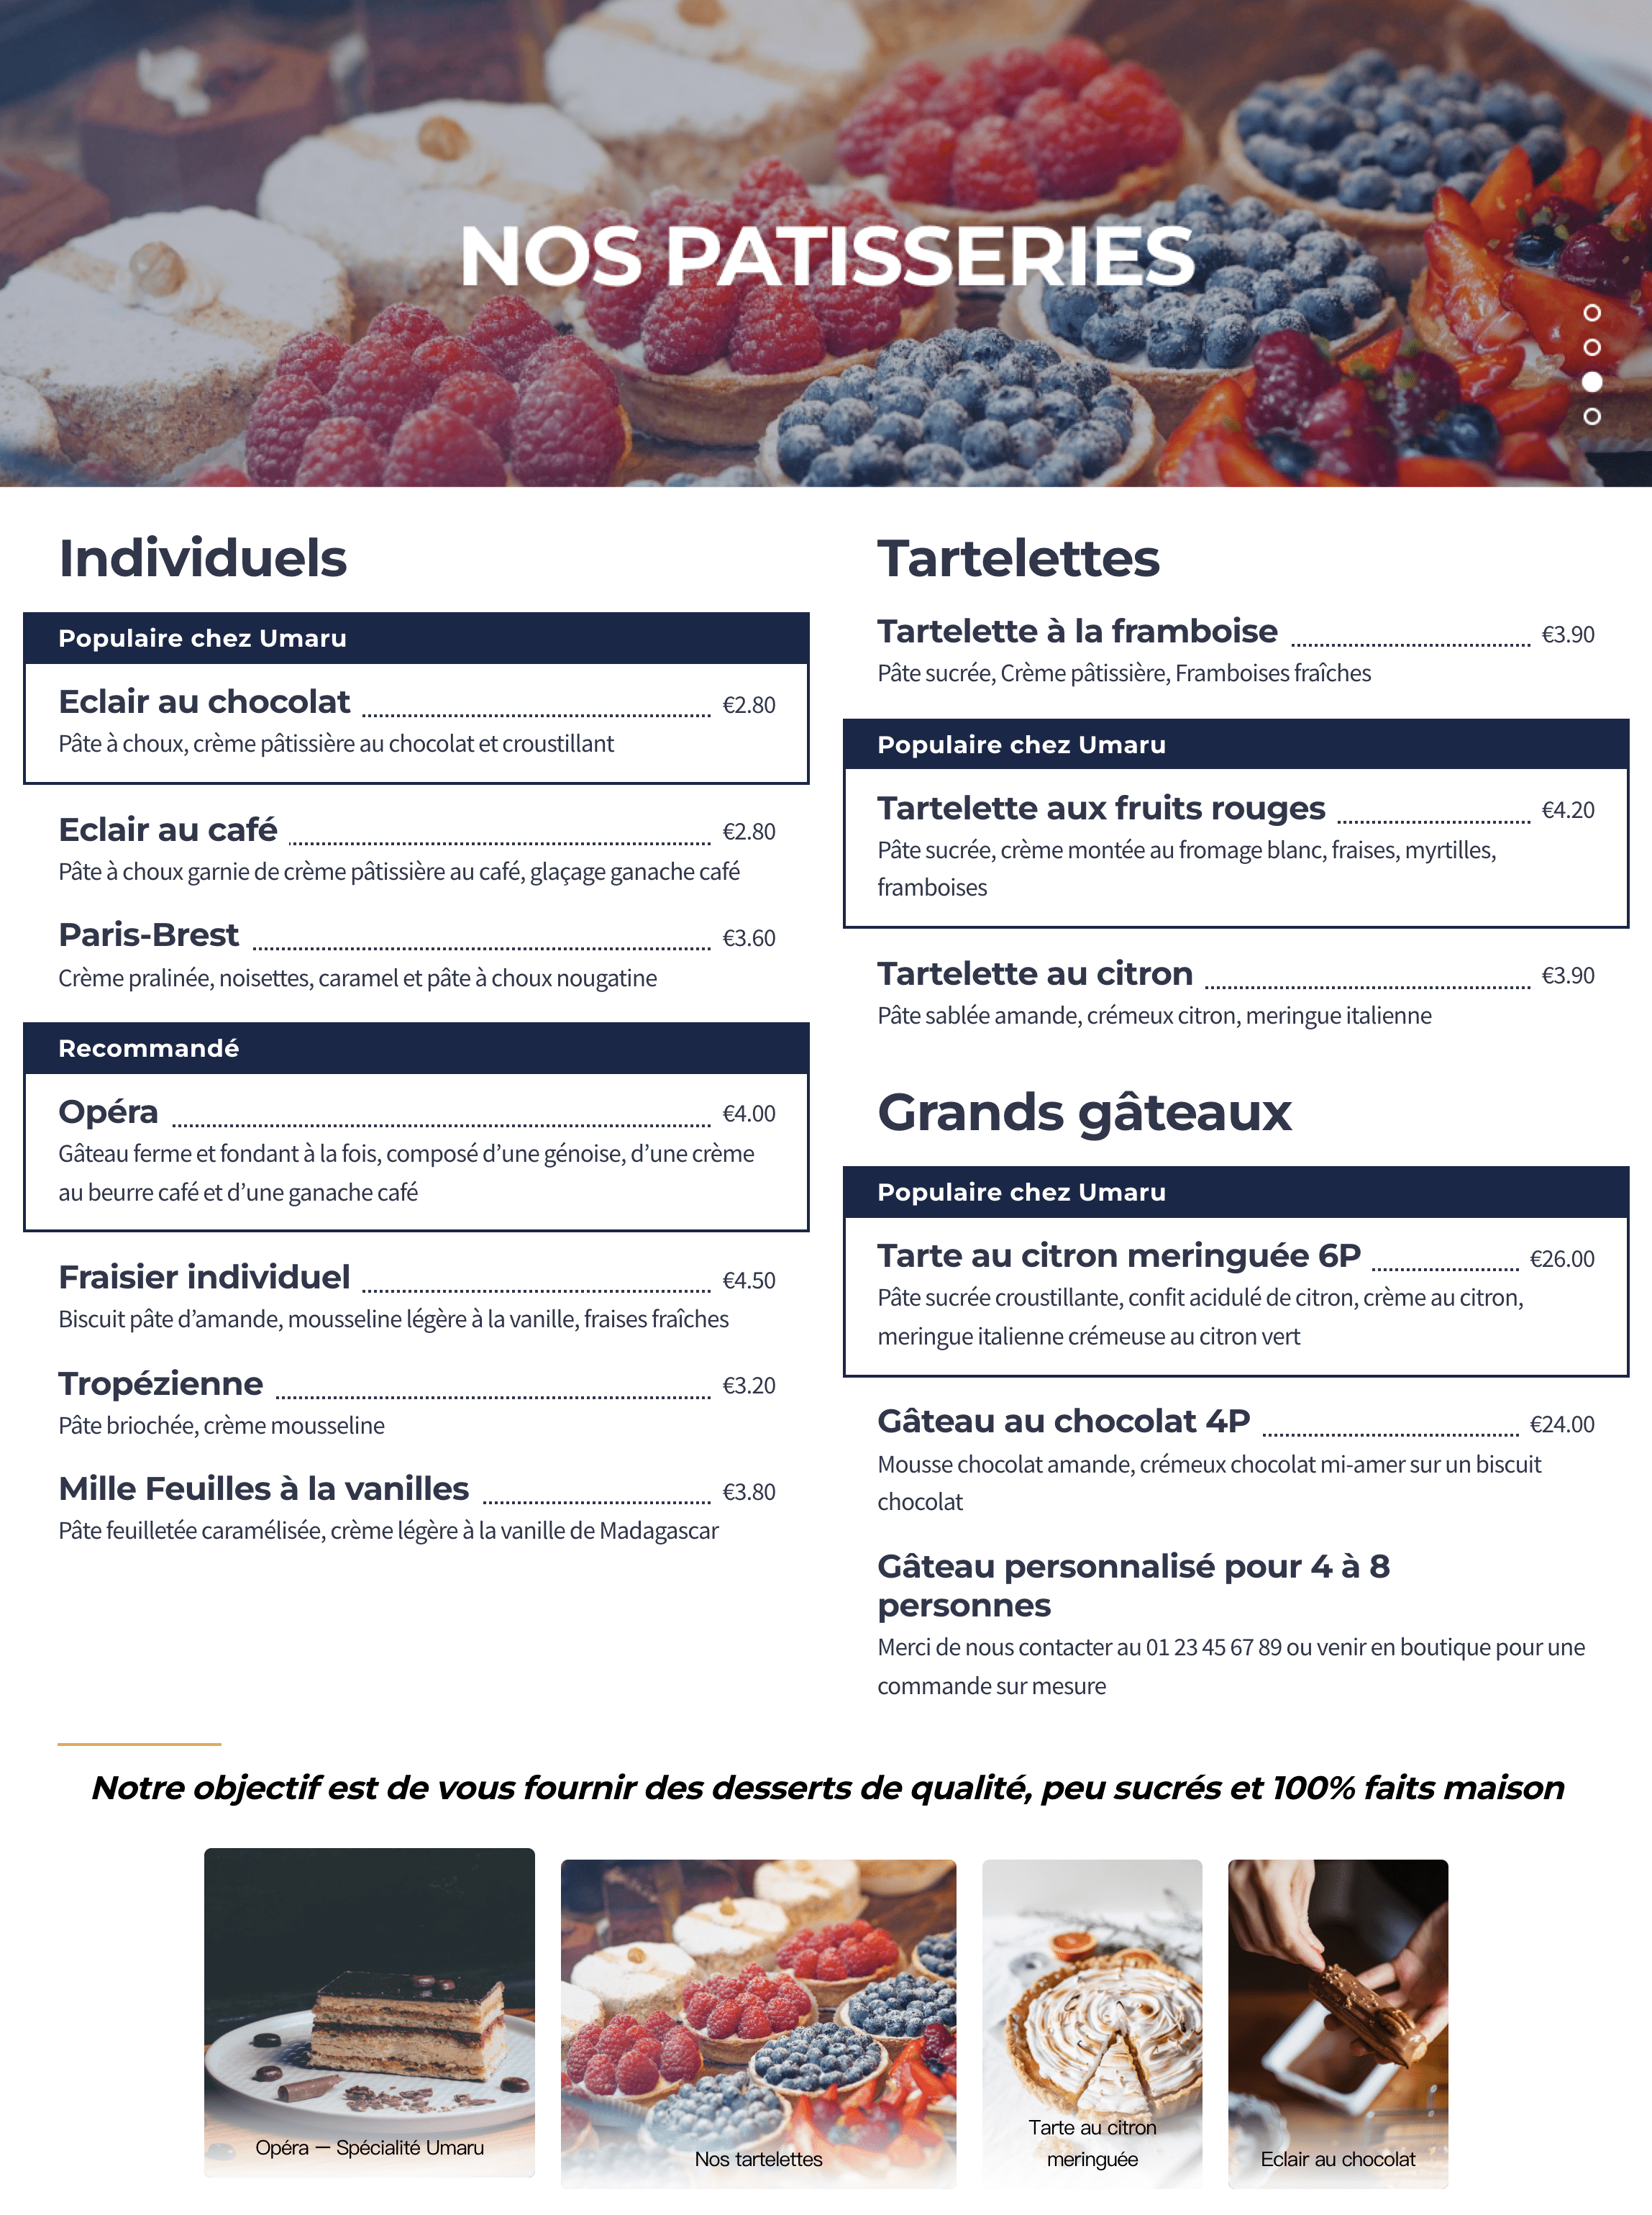 NOS PATISSERIES
Individuels
Populaire chez Umaru
Eclair au chocolat €2.80
Pâte à choux, crème pâtissière au chocolat et croustillant
Eclair au café €2.80
Pâte à choux garnie de crème pâtissière au café, glaçage ganache café
Paris-Brest €3.60
Crème pralinée, noisettes, caramel et pâte à choux nougatine
Recommandé
Opéra €4.00
Gâteau ferme et fondant à la fois, composé d’une génoise, d’une crème
au beurre café et d’une ganache café
Fraisier individuel €4.50
Biscuit pâte d’amande, mousseline légère à la vanille, fraises fraîches
Tropézienne €3.20
Pâte briochée, crème mousseline
Mille Feuilles à la vanilles €3.80
Pâte feuilletée caramélisée, crème légère à la vanille de Madagascar
Tartelettes
Tartelette à la framboise €3.90
Pâte sucrée, Crème pâtissière, Framboises fraîches
Populaire chez Umaru
Tartelette aux fruits rouges €4.20
Pâte sucrée, crème montée au fromage blanc, fraises, myrtilles,
framboises
Tartelette au citron €3.90
Pâte sablée amande, crémeux citron, meringue italienne
Grands gâteaux
Populaire chez Umaru
Tarte au citron meringuée 6P €26.00
Pâte sucrée croustillante, confit acidulé de citron, crème au citron,
meringue italienne crémeuse au citron vert
Gâteau au chocolat 4P €24.00
Mousse chocolat amande, crémeux chocolat mi-amer sur un biscuit
chocolat
Gâteau personnalisé pour 4 à 8
personnes
Merci de nous contacter au 01 23 45 67 89 ou venir en boutique pour une
commande sur mesure
Notre objectif est de vous fournir des desserts de qualité, peu sucrés et 100% faits maison
Opéra — Spécialité Umaru
Nos tartelettes
Tarte au citron
meringuée
Eclair au chocolat